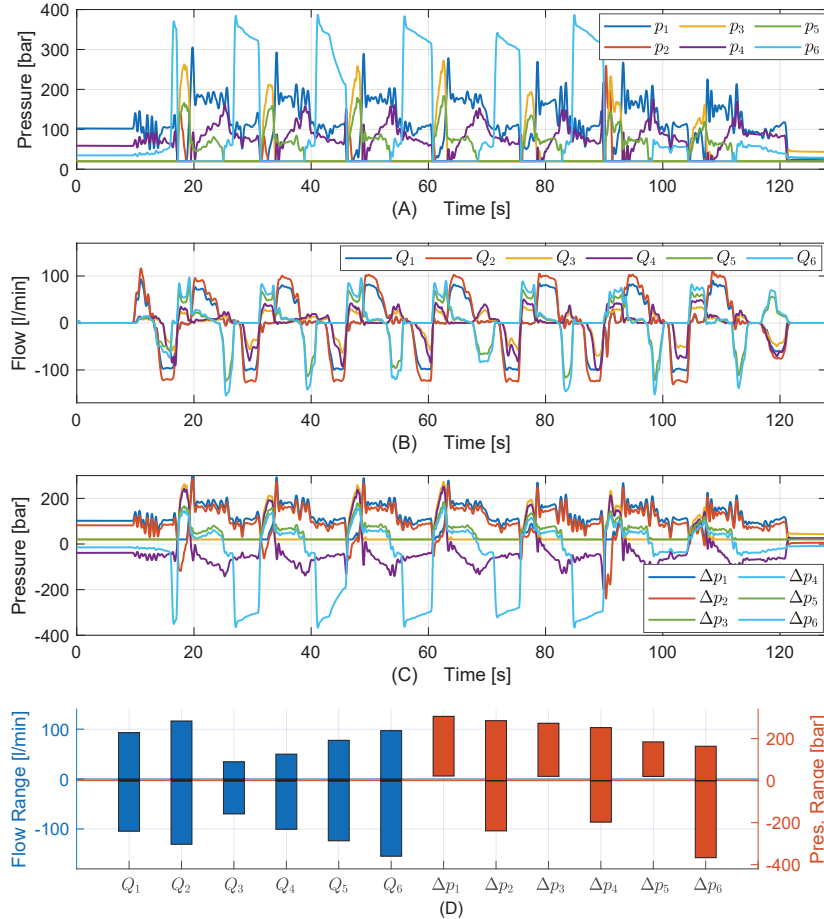 400
300
200
100
0
Pressure [bar]
p₁ p₃ p₅
p₂ p₄ p₆
0 20 40 60 80 100 120
(A) Time [s]
100
0
-100
Flow [l/min]
Q₁ Q₂ Q₃ Q₄ Q₅ Q₆
0 20 40 60 80 100 120
(B) Time [s]
200
0
-200
-400
Pressure [bar]
Δp₁ Δp₄
Δp₂ Δp₅
Δp₃ Δp₆
0 20 40 60 80 100 120
(C) Time [s]
100
0
-100
Flow Range [l/min]
200
0
-200
-400
Pres. Range [bar]
Q₁ Q₂ Q₃ Q₄ Q₅ Q₆ Δp₁ Δp₂ Δp₃ Δp₄ Δp₅ Δp₆
(D)